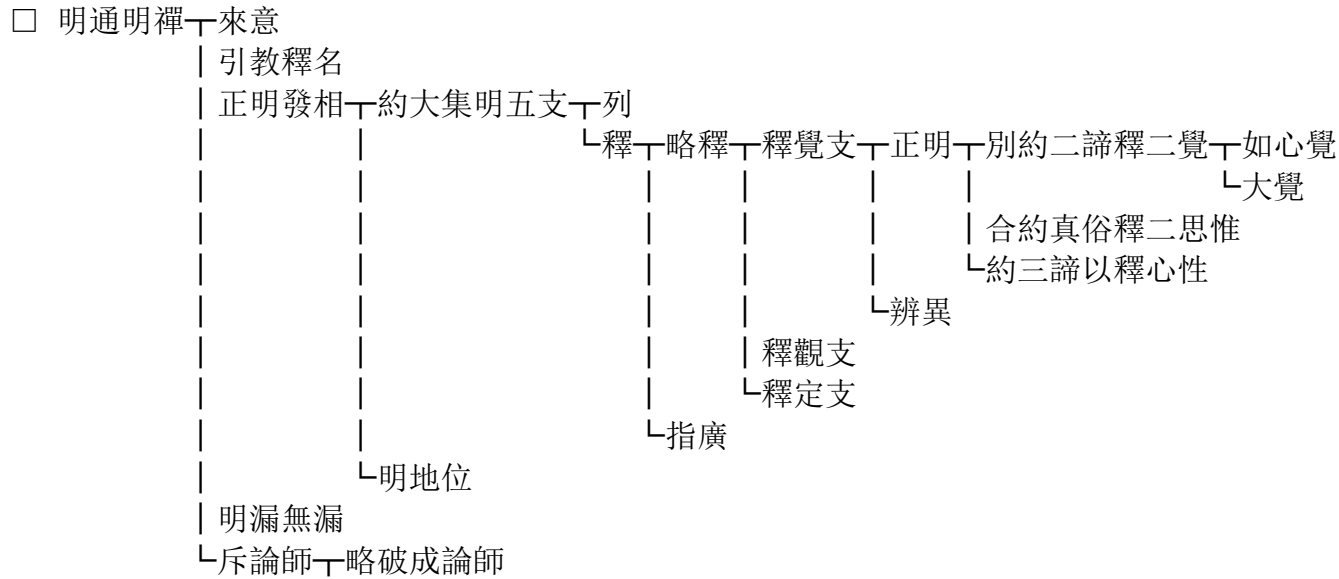 □ 明通明禪┬來意
│引教釋名
│正明發相┬約大集明五支┬列
│ │ └釋┬略釋┬釋覺支┬正明┬別約二諦釋二覺┬如心覺
│ │ │ │ │ │ └大覺
│ │ │ │ │ │合約真俗釋二思惟
│ │ │ │ │ └約三諦以釋心性
│ │ │ │ └辨異
│ │ │ │釋觀支
│ │ │ └釋定支
│ │ └指廣
│ └明地位
│明漏無漏
└斥論師┬略破成論師